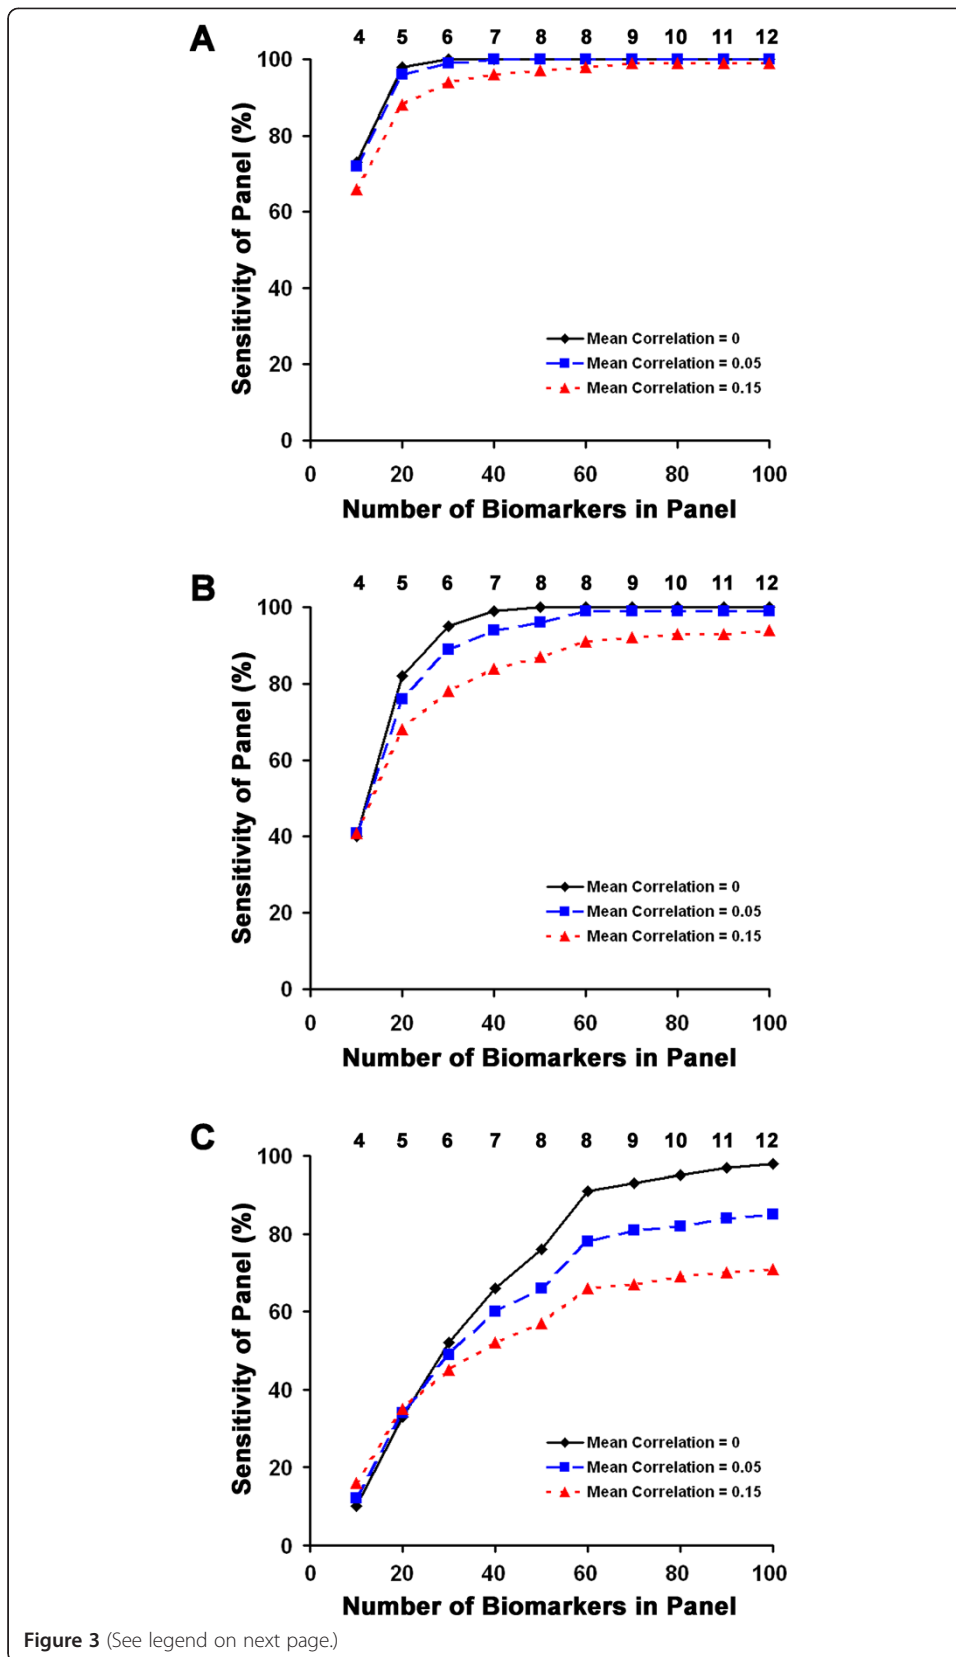 A
4 5 6 7 8 8 9 10 11 12
100
80
60
40
20
0
Sensitivity of Panel (%)
Mean Correlation = 0
Mean Correlation = 0.05
Mean Correlation = 0.15
0 20 40 60 80 100
Number of Biomarkers in Panel
B
4 5 6 7 8 8 9 10 11 12
100
80
60
40
20
0
Sensitivity of Panel (%)
Mean Correlation = 0
Mean Correlation = 0.05
Mean Correlation = 0.15
0 20 40 60 80 100
Number of Biomarkers in Panel
C
4 5 6 7 8 8 9 10 11 12
100
80
60
40
20
0
Sensitivity of Panel (%)
Mean Correlation = 0
Mean Correlation = 0.05
Mean Correlation = 0.15
0 20 40 60 80 100
Number of Biomarkers in Panel
Figure 3 (See legend on next page.)